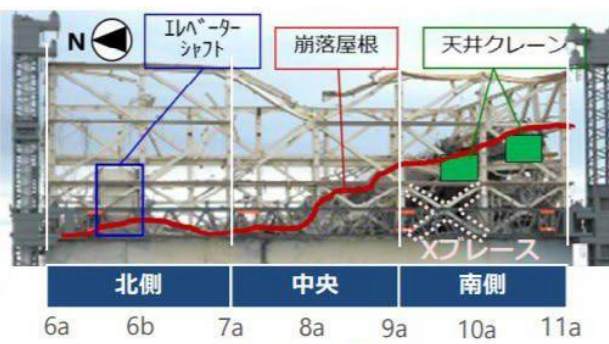 N
ｴﾚﾍﾞｰﾀｰ
ｼｬﾌﾄ
崩落屋根
天井クレーン
Xブレース
北側
中央
南側
6a
6b
7a
8a
9a
10a
11a